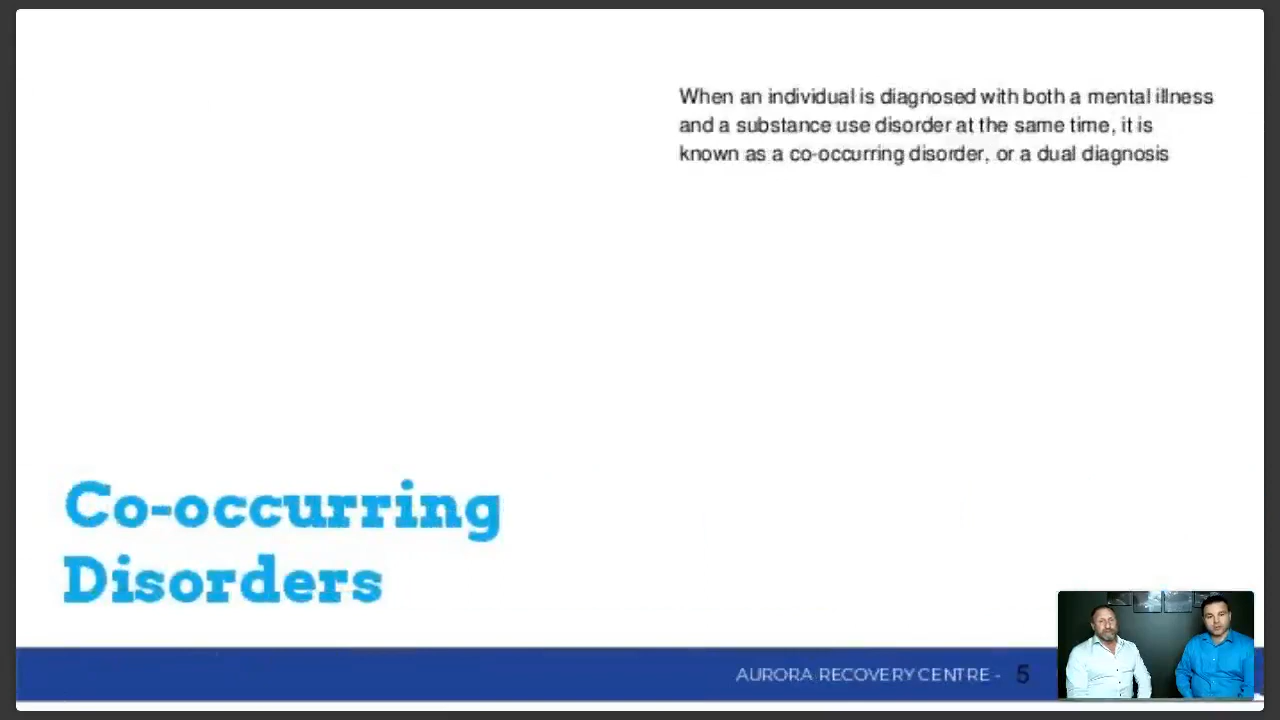 When an individual is diagnosed with both a mental illness
and a substance use disorder at the same time, it is
known as a co-occurring disorder, or a dual diagnosis
Co-occurring
Disorders
AURORA RECOVERY CENTRE - 5